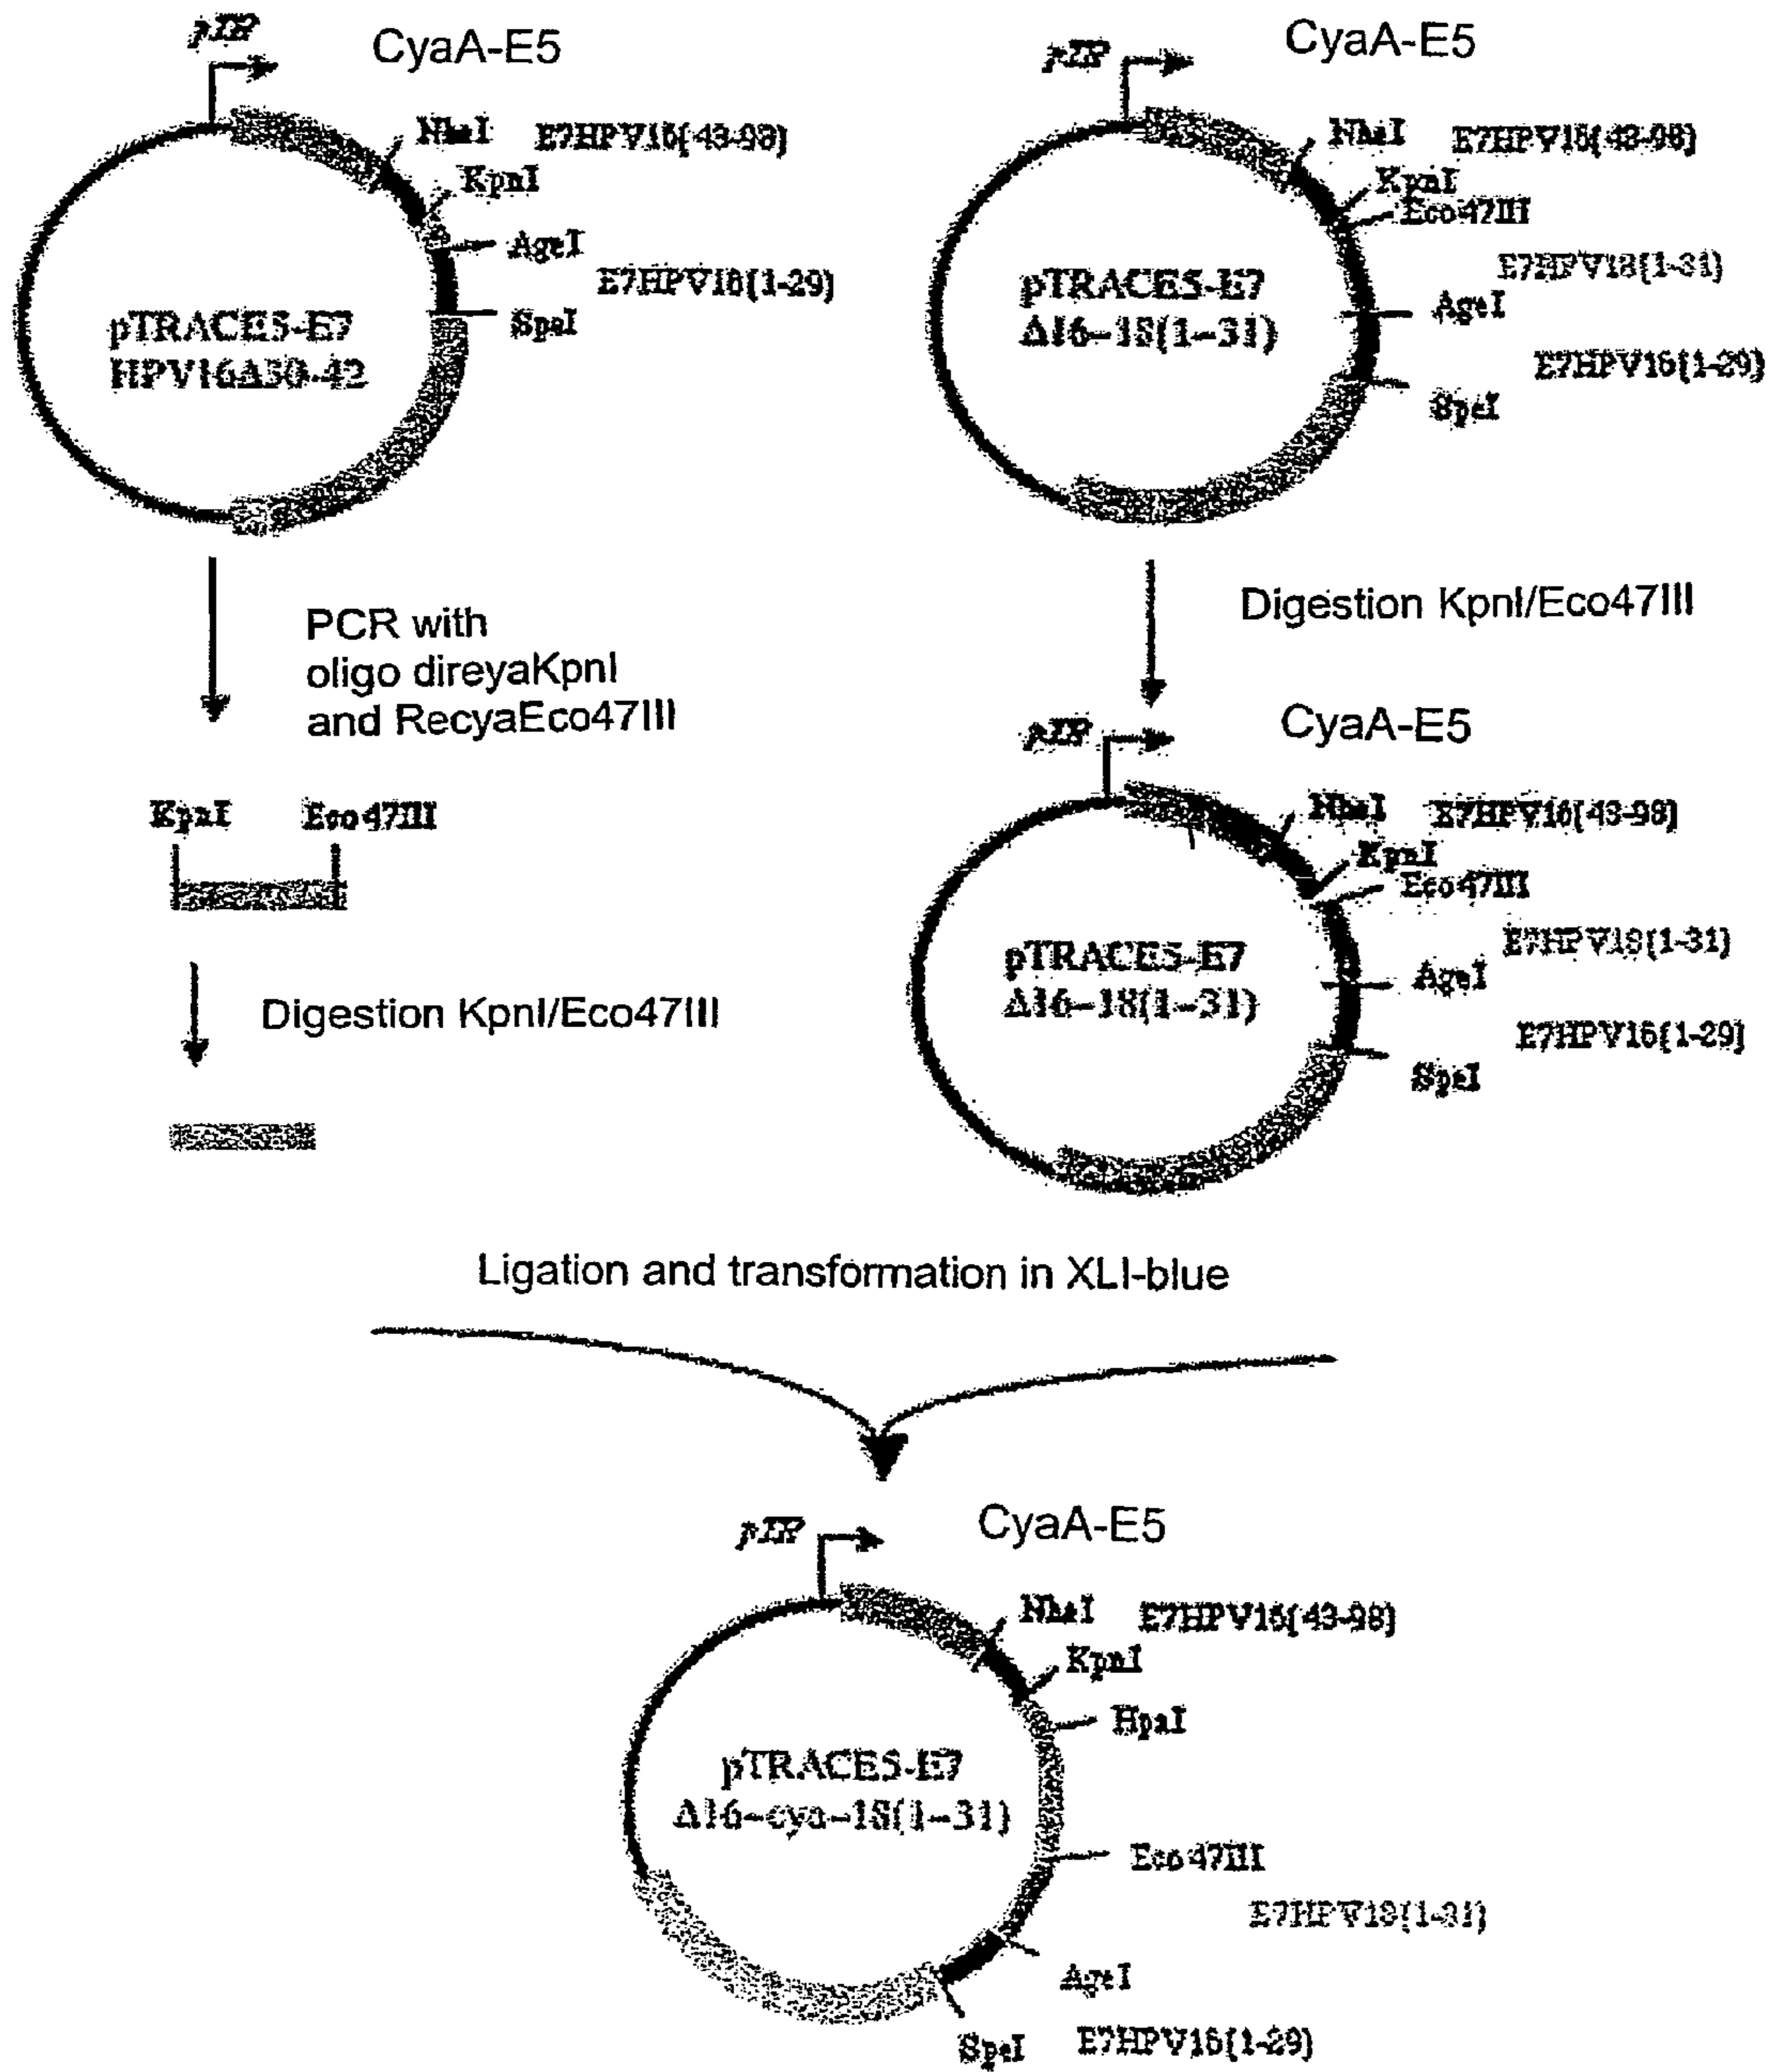 CyaA-E5
NheI E7HPV16(43-98)
KpnI
AgeI
E7HPV16(1-29)
SpeI
pTRACE5-E7
HPV16Δ30-42
CyaA-E5
NheI E7HPV16(43-98)
KpnI
Eco47III
E7HPV18(1-31)
AgeI
E7HPV16(1-29)
SpeI
pTRACE5-E7
Δ16-18(1-31)
PCR with
oligo direyaKpnI
and RecyaEco47III
Digestion KpnI/Eco47III
KpnI Eco47III
Digestion KpnI/Eco47III
CyaA-E5
NheI E7HPV16(43-98)
KpnI
Eco47III
E7HPV18(1-31)
AgeI
E7HPV16(1-29)
SpeI
pTRACE5-E7
Δ16-18(1-31)
Ligation and transformation in XLI-blue
CyaA-E5
NheI E7HPV16(43-98)
KpnI
HpaI
pTRACE5-E7
Δ16-cya-18(1-31)
Eco47III
E7HPV18(1-31)
AgeI
SpeI E7HPV16(1-29)